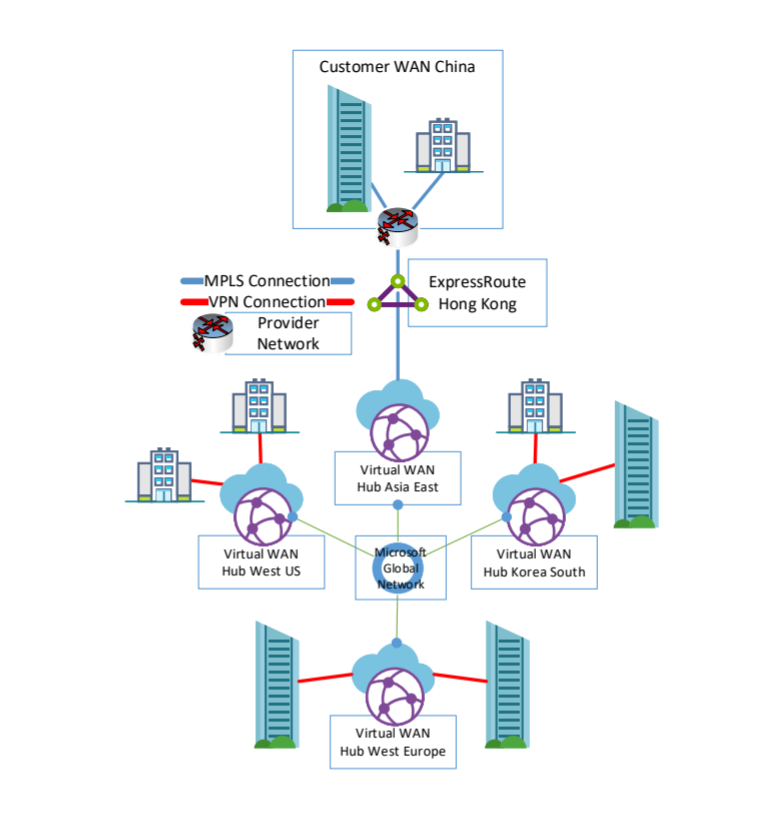 Customer WAN China
MPLS Connection
VPN Connection
Provider
Network
ExpressRoute
Hong Kong
Virtual WAN
Hub Asia East
Virtual WAN
Hub West US
Microsoft
Global
Network
Virtual WAN
Hub Korea South
Virtual WAN
Hub West Europe